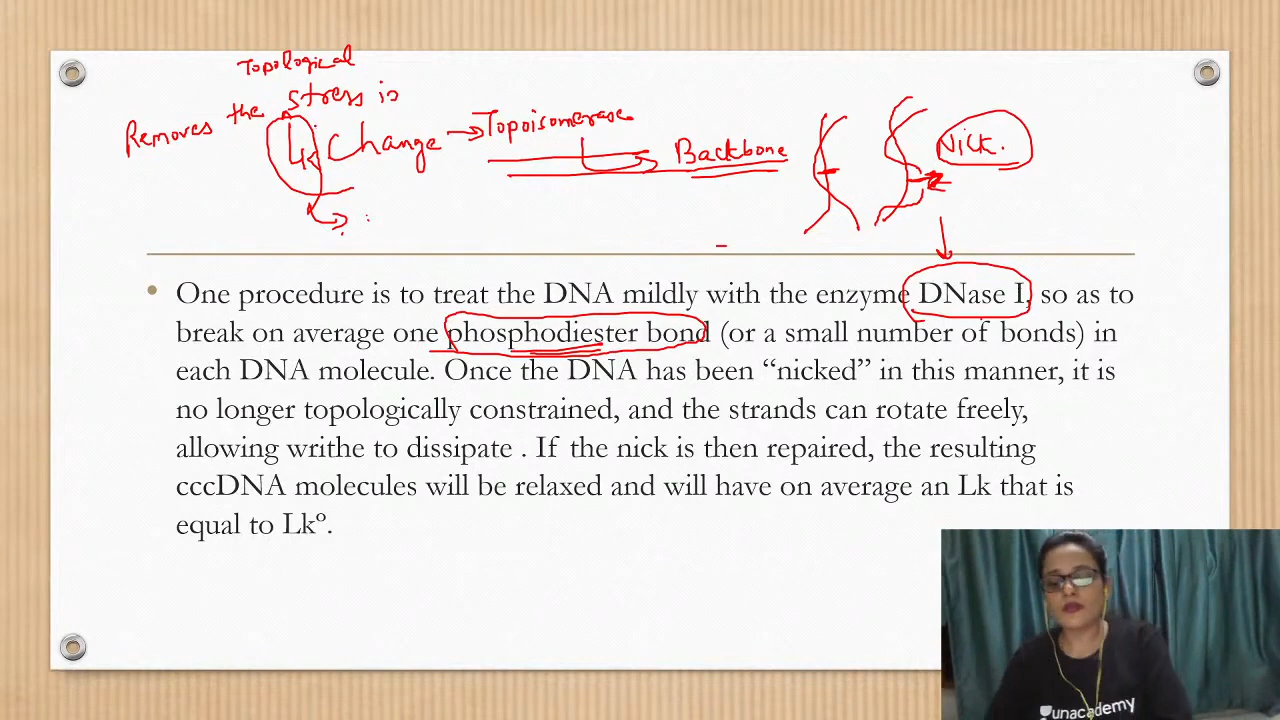 Topological
Removes the stress is
Lk Change → Topoisomerase
Backbone
Nick.
• One procedure is to treat the DNA mildly with the enzyme DNase I, so as to
break on average one phosphodiester bond (or a small number of bonds) in
each DNA molecule. Once the DNA has been “nicked” in this manner, it is
no longer topologically constrained, and the strands can rotate freely,
allowing writhe to dissipate . If the nick is then repaired, the resulting
cccDNA molecules will be relaxed and will have on average an Lk that is
equal to Lkº.
unacademy